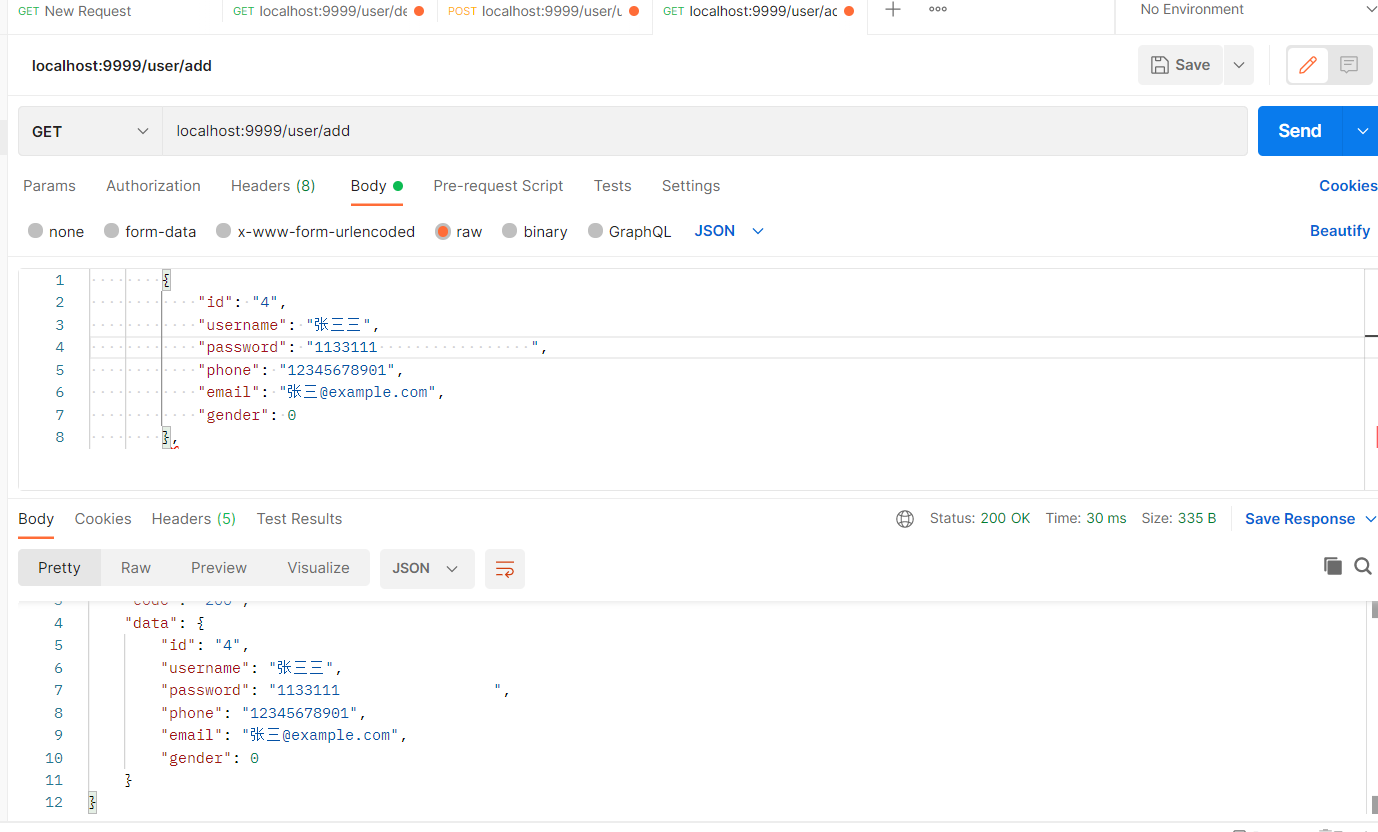 GET New Request GET localhost:9999/user/de POST localhost:9999/user/u GET localhost:9999/user/ac No Environment
localhost:9999/user/add Save
GET localhost:9999/user/add Send
Params Authorization Headers (8) Body Pre-request Script Tests Settings Cookies
none form-data x-www-form-urlencoded raw binary GraphQL JSON Beautify
1 {
2 "id": "4",
3 "username": "张三三",
4 "password": "1133111                 ",
5 "phone": "12345678901",
6 "email": "张三@example.com",
7 "gender": 0
8 },
Body Cookies Headers (5) Test Results Status: 200 OK Time: 30 ms Size: 335 B Save Response
Pretty Raw Preview Visualize JSON
3 "code": "200",
4 "data": {
5 "id": "4",
6 "username": "张三三",
7 "password": "1133111                 ",
8 "phone": "12345678901",
9 "email": "张三@example.com",
10 "gender": 0
11 }
12 }